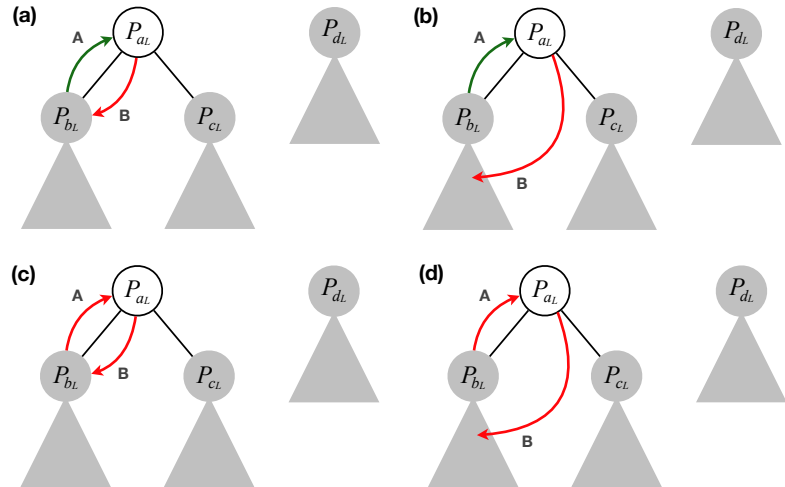 (a) A P_{a_L} P_{d_L}
P_{b_L} B P_{c_L}
(b) A P_{a_L} P_{d_L}
P_{b_L} B P_{c_L}
(c) A P_{a_L} P_{d_L}
P_{b_L} B P_{c_L}
(d) A P_{a_L} P_{d_L}
P_{b_L} P_{c_L}
B